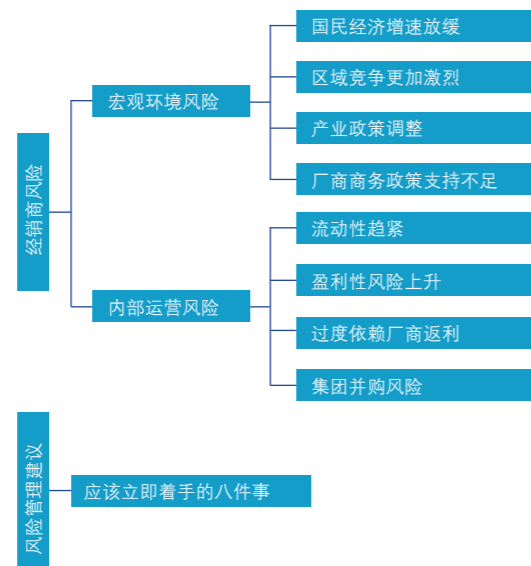 经销商风险
宏观环境风险
国民经济增速放缓
区域竞争更加激烈
产业政策调整
厂商商务政策支持不足
内部运营风险
流动性趋紧
盈利性风险上升
过度依赖厂商返利
集团并购风险
风险管理建议
应该立即着手的八件事